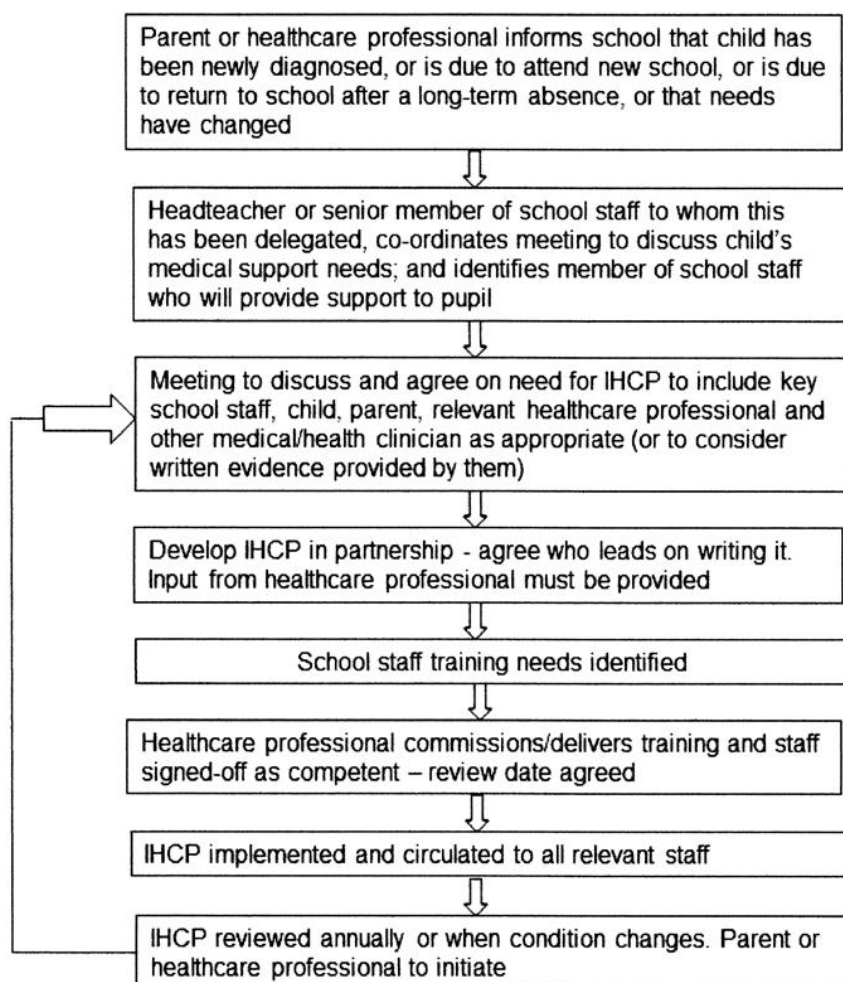 Parent or healthcare professional informs school that child has
been newly diagnosed, or is due to attend new school, or is due
to return to school after a long-term absence, or that needs
have changed
Headteacher or senior member of school staff to whom this
has been delegated, co-ordinates meeting to discuss child's
medical support needs; and identifies member of school staff
who will provide support to pupil
Meeting to discuss and agree on need for IHCP to include key
school staff, child, parent, relevant healthcare professional and
other medical/health clinician as appropriate (or to consider
written evidence provided by them)
Develop IHCP in partnership - agree who leads on writing it.
Input from healthcare professional must be provided
School staff training needs identified
Healthcare professional commissions/delivers training and staff
signed-off as competent – review date agreed
IHCP implemented and circulated to all relevant staff
IHCP reviewed annually or when condition changes. Parent or
healthcare professional to initiate